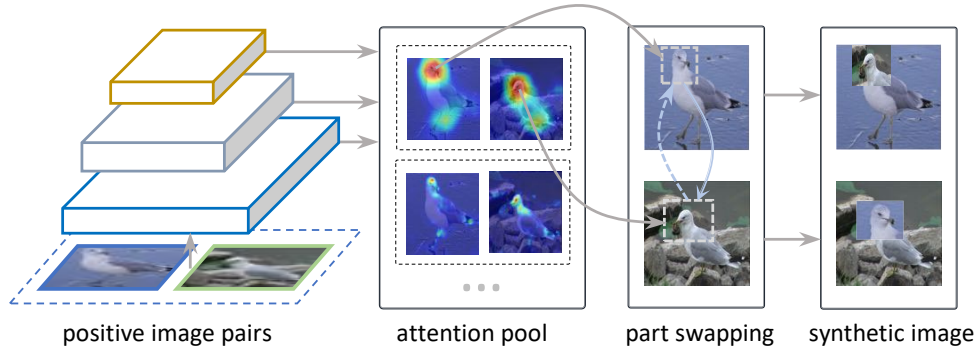 positive image pairs
attention pool
part swapping
synthetic image